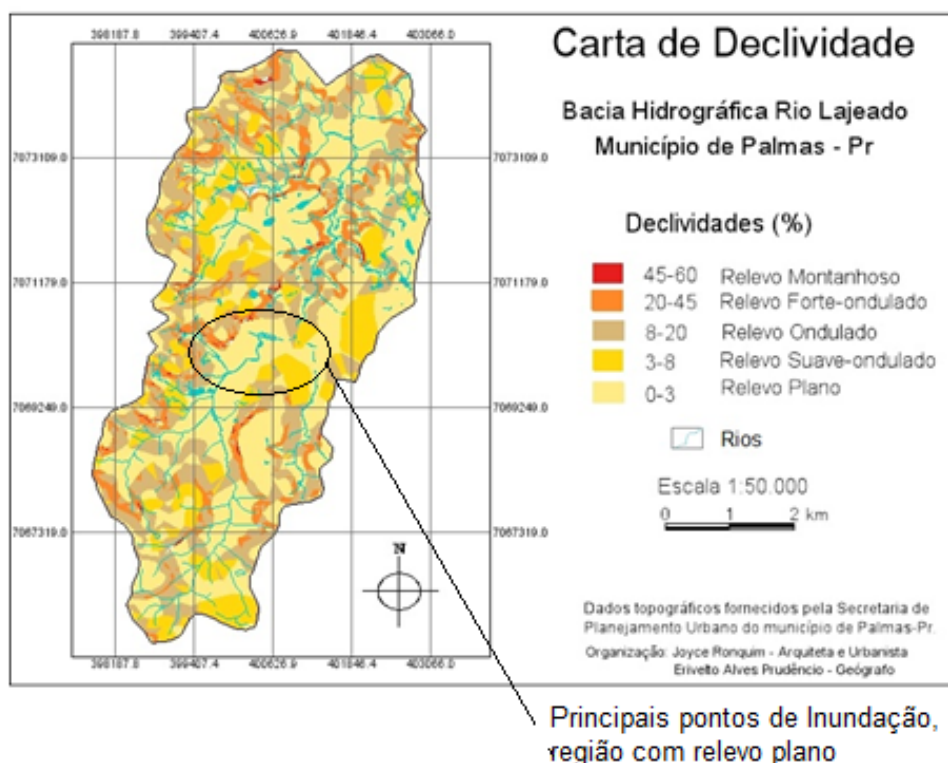 398187.8 399407.4 400626.9 401846.4 403066.0
Carta de Declividade
Bacia Hidrográfica Rio Lajeado
Município de Palmas - Pr
7073109.0 7073109.0
Declividades (%)
7071179.0 7071179.0
45-60 Relevo Montanhoso
20-45 Relevo Forte-ondulado
8-20 Relevo Ondulado
3-8 Relevo Suave-ondulado
0-3 Relevo Plano
7069249.0 7069249.0
Rios
Escala 1:50.000
0 1 2 km
7067319.0 7067319.0
N
Dados topográficos fornecidos pela Secretaria de
Planejamento Urbano do município de Palmas-Pr.
Organização: Joyce Ronquim - Arquiteta e Urbanista
Erivelto Alves Prudêncio - Geógrafo
398187.8 399407.4 400626.9 401846.4 403066.0
Principais pontos de Inundação,
região com relevo plano